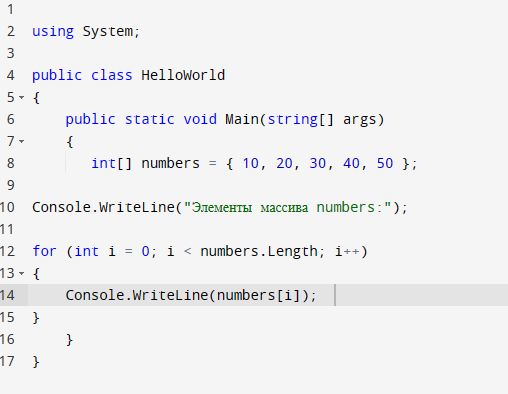 1
2 using System;
3
4 public class HelloWorld
5 {
6     public static void Main(string[] args)
7     {
8        int[] numbers = { 10, 20, 30, 40, 50 };
9
10 Console.WriteLine("Элементы массива numbers:");
11
12 for (int i = 0; i < numbers.Length; i++)
13 {
14     Console.WriteLine(numbers[i]);
15 }
16     }
17 }